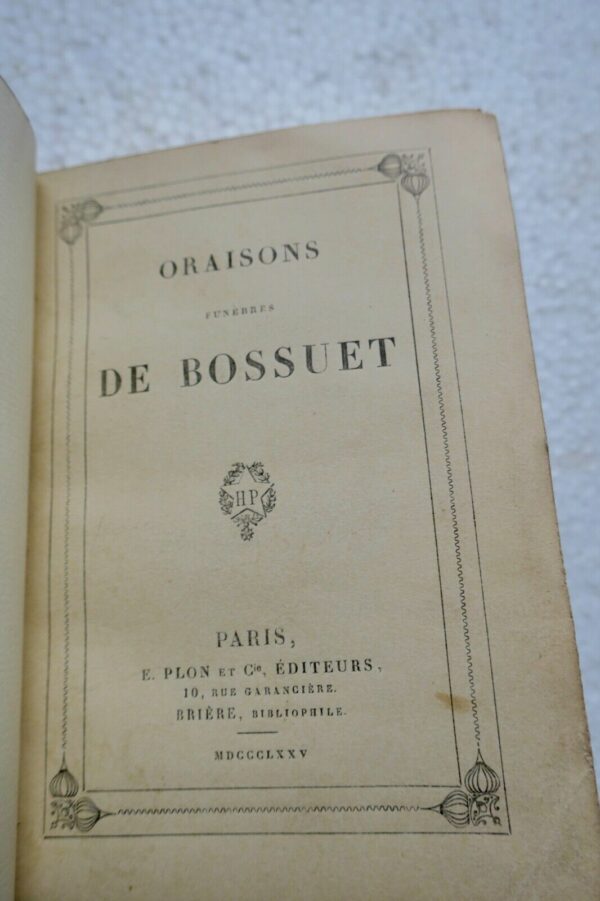 ORAISONS
FUNÈBRES
DE BOSSUET
HP
PARIS,
E. PLON ET Cie, ÉDITEURS,
10, RUE GARANCIÈRE.
BRIÈRE, BIBLIOPHILE.
MDCCCLXXV